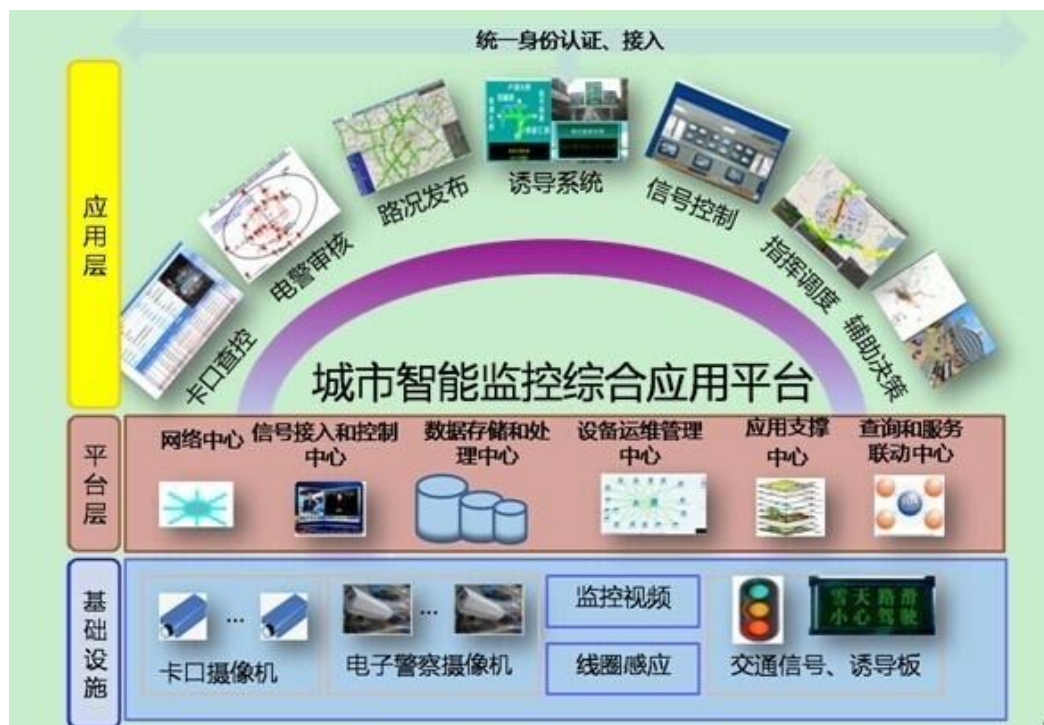 统一身份认证、接入
应用层
卡口查控
电警审核
路况发布
诱导系统
信号控制
指挥调度
辅助决策
城市智能监控综合应用平台
平台层
网络中心
信号接入和控制
中心
数据存储和处
理中心
设备运维管理
中心
应用支撑
中心
查询和服务
联动中心
基础设施
卡口摄像机
...
电子警察摄像机
...
监控视频
线圈感应
雪天路滑
小心驾驶
交通信号、诱导板